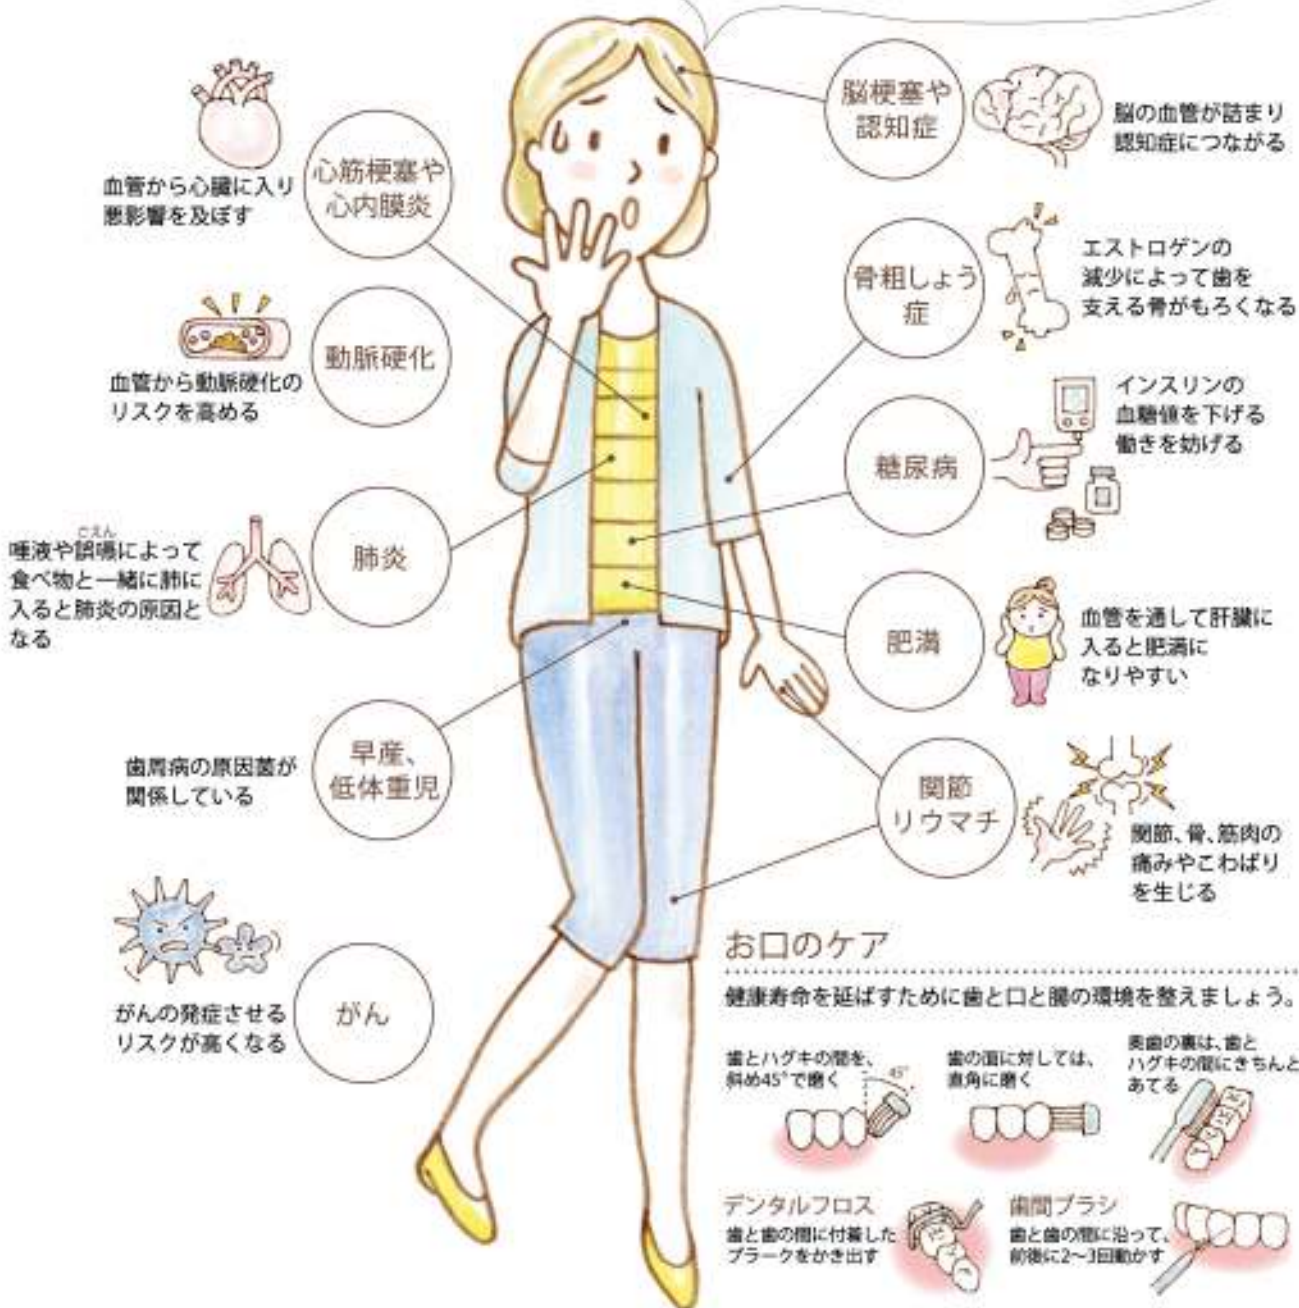 脳梗塞や
認知症
脳の血管が詰まり
認知症につながる
心筋梗塞や
心内膜炎
血管から心臓に入り
悪影響を及ぼす
骨粗しょう
症
エストロゲンの
減少によって歯を
支える骨がもろくなる
動脈硬化
血管から動脈硬化の
リスクを高める
糖尿病
インスリンの
血糖値を下げる
働きを妨げる
肺炎
ごえん
唾液や誤嚥によって
食べ物と一緒に肺に
入ると肺炎の原因と
なる
肥満
血管を通して肝臓に
入ると肥満に
なりやすい
早産、
低体重児
歯周病の原因菌が
関係している
関節
リウマチ
関節、骨、筋肉の
痛みやこわばり
を生じる
がん
がんの発症させる
リスクが高くなる
お口のケア
健康寿命を延ばすために歯と口と腸の環境を整えましょう。
歯とハグキの間を、
斜め45°で磨く
45°
歯の面に対しては、
直角に磨く
奥歯の裏は、歯と
ハグキの間にきちんと
あてる
デンタルフロス
歯と歯の間に付着した
プラークをかき出す
歯間ブラシ
歯と歯の間に沿って、
前後に2〜3回動かす